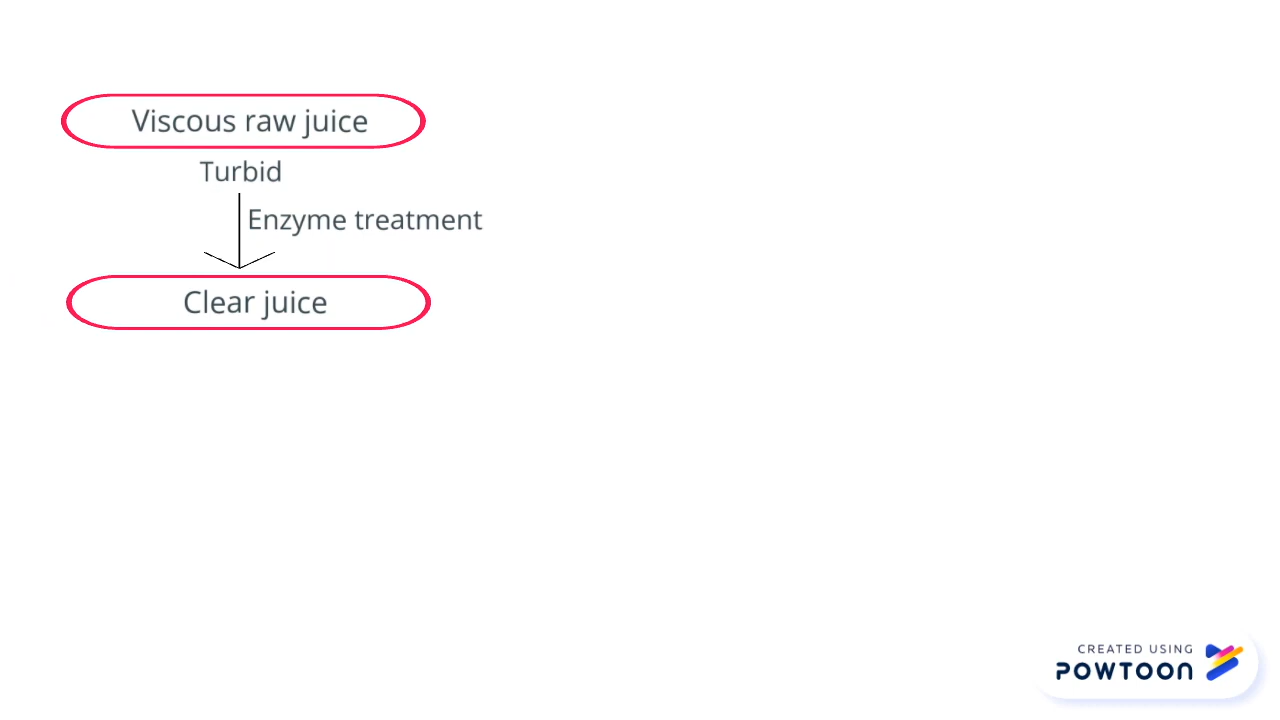 Viscous raw juice
Turbid
Enzyme treatment
Clear juice
CREATED USING
POWTOON